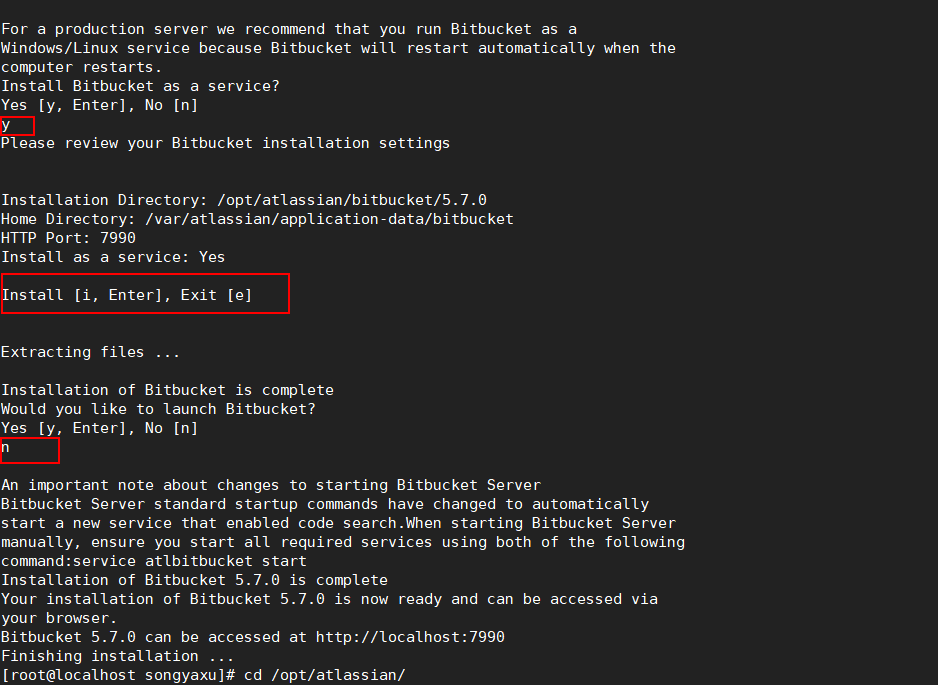 For a production server we recommend that you run Bitbucket as a
Windows/Linux service because Bitbucket will restart automatically when the
computer restarts.
Install Bitbucket as a service?
Yes [y, Enter], No [n]
y
Please review your Bitbucket installation settings
Installation Directory: /opt/atlassian/bitbucket/5.7.0
Home Directory: /var/atlassian/application-data/bitbucket
HTTP Port: 7990
Install as a service: Yes
Install [i, Enter], Exit [e]
Extracting files ...
Installation of Bitbucket is complete
Would you like to launch Bitbucket?
Yes [y, Enter], No [n]
n
An important note about changes to starting Bitbucket Server
Bitbucket Server standard startup commands have changed to automatically
start a new service that enabled code search.When starting Bitbucket Server
manually, ensure you start all required services using both of the following
command:service atlbitbucket start
Installation of Bitbucket 5.7.0 is complete
Your installation of Bitbucket 5.7.0 is now ready and can be accessed via
your browser.
Bitbucket 5.7.0 can be accessed at http://localhost:7990
Finishing installation ...
[root@localhost songyaxu]# cd /opt/atlassian/